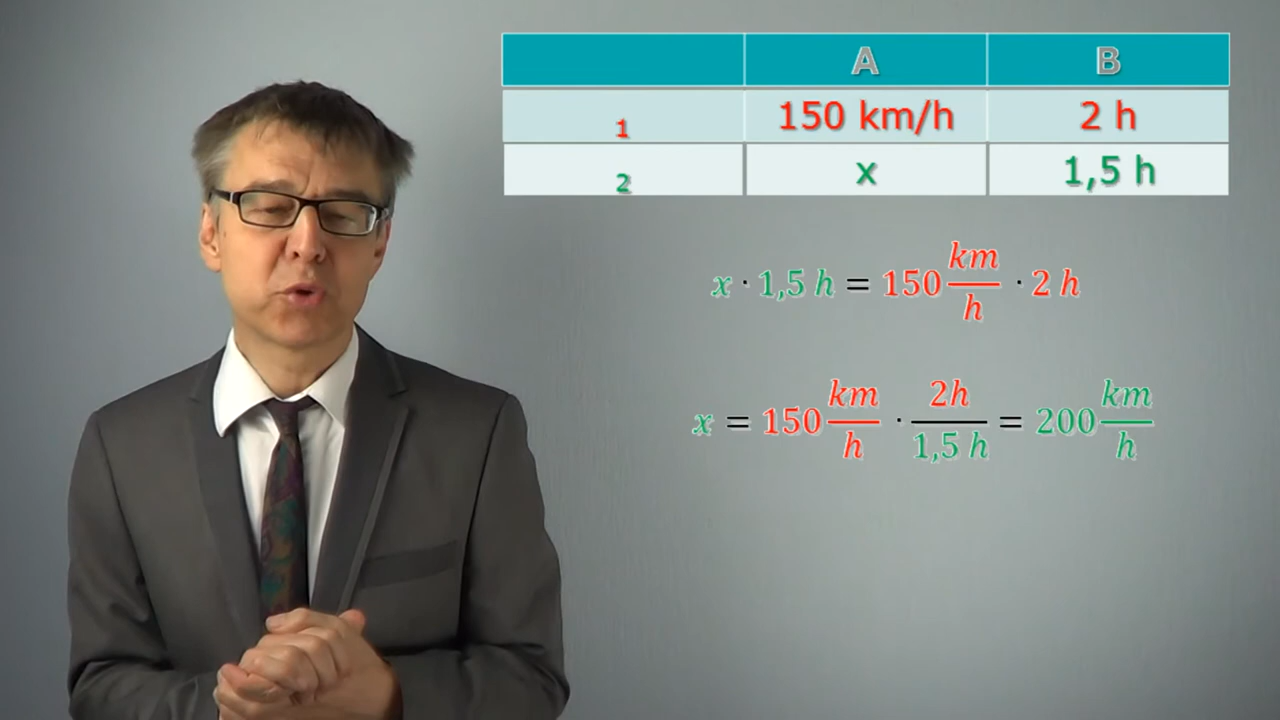 A B
1 150 km/h 2 h
2 x 1,5 h
x · 1,5 h = 150 km/h · 2 h
x = 150 km/h · 2h/1,5 h = 200 km/h